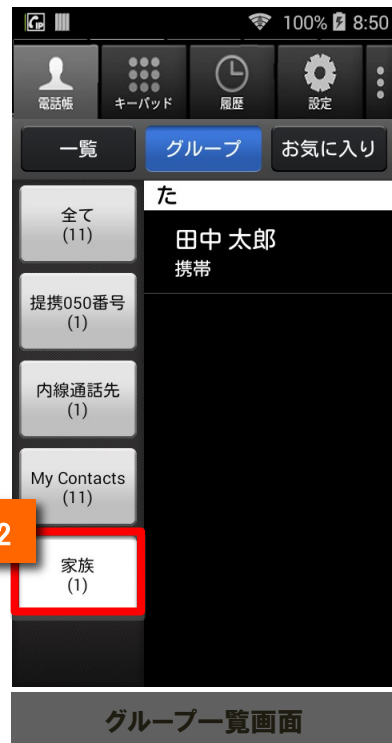 100% 8:50
電話帳 キーパッド 履歴 設定
一覧 グループ お気に入り
全て
(11)
提携050番号
(1)
内線通話先
(1)
My Contacts
(11)
2
家族
(1)
た
田中 太郎
携帯
グループ一覧画面